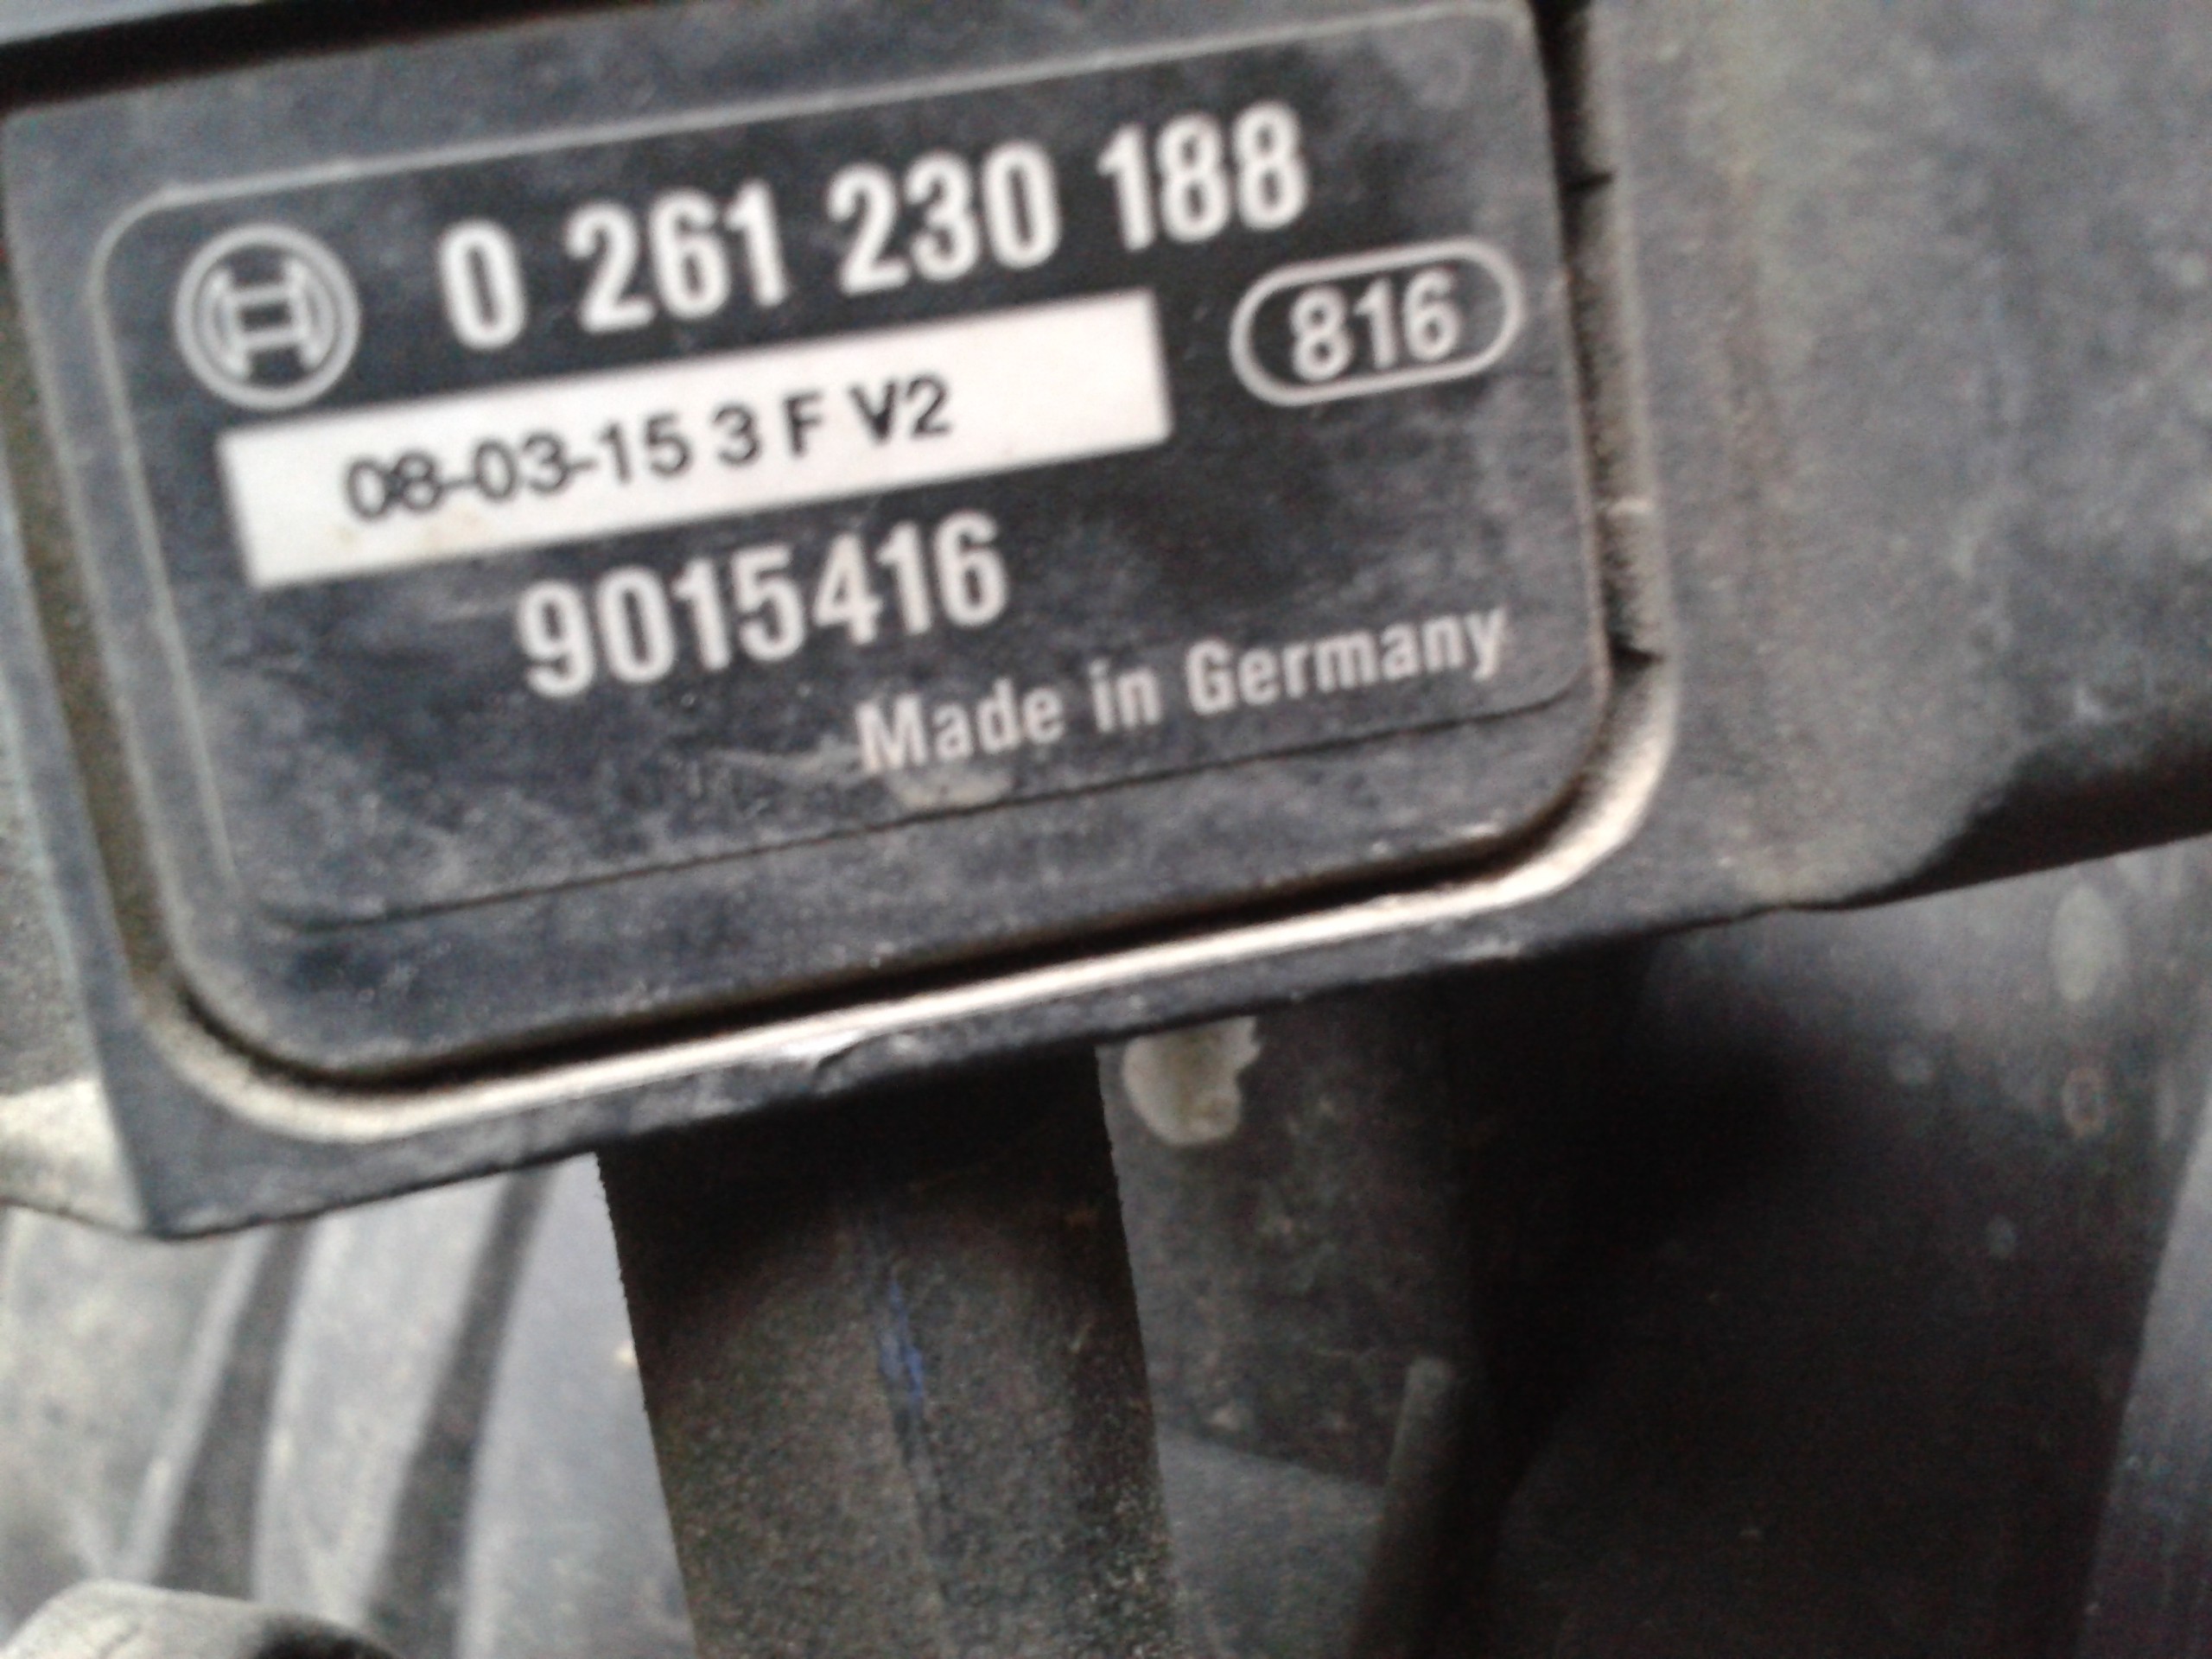 0 261 230 188
816
08-03-15 3 F V2
9015416
Made in Germany